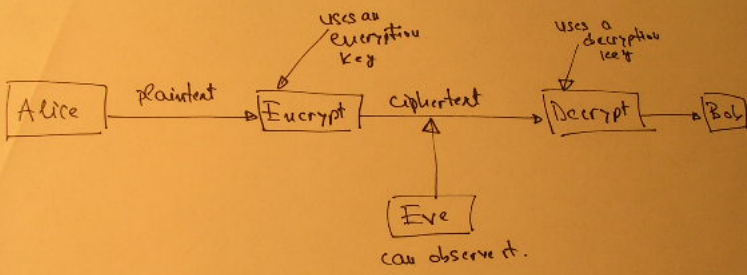 uses an
encryption
key
uses a
decryption
key
Alice
plaintext
Encrypt
ciphertext
Decrypt
Bob
Eve
can observe it.